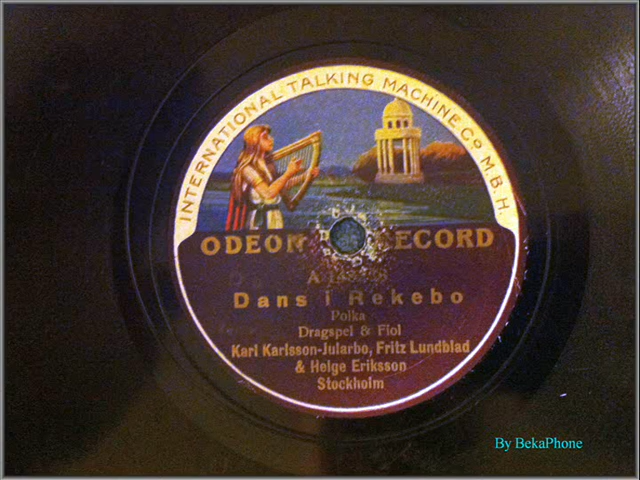 INTERNATIONAL TALKING MACHINE Co M.B.H.
ODEON RECORD
Dans i Rekebo
Polka
Dragspel & Fiol
Karl Karlsson-Jularbo, Fritz Lundblad
& Helge Eriksson
Stockholm
By BekaPhone